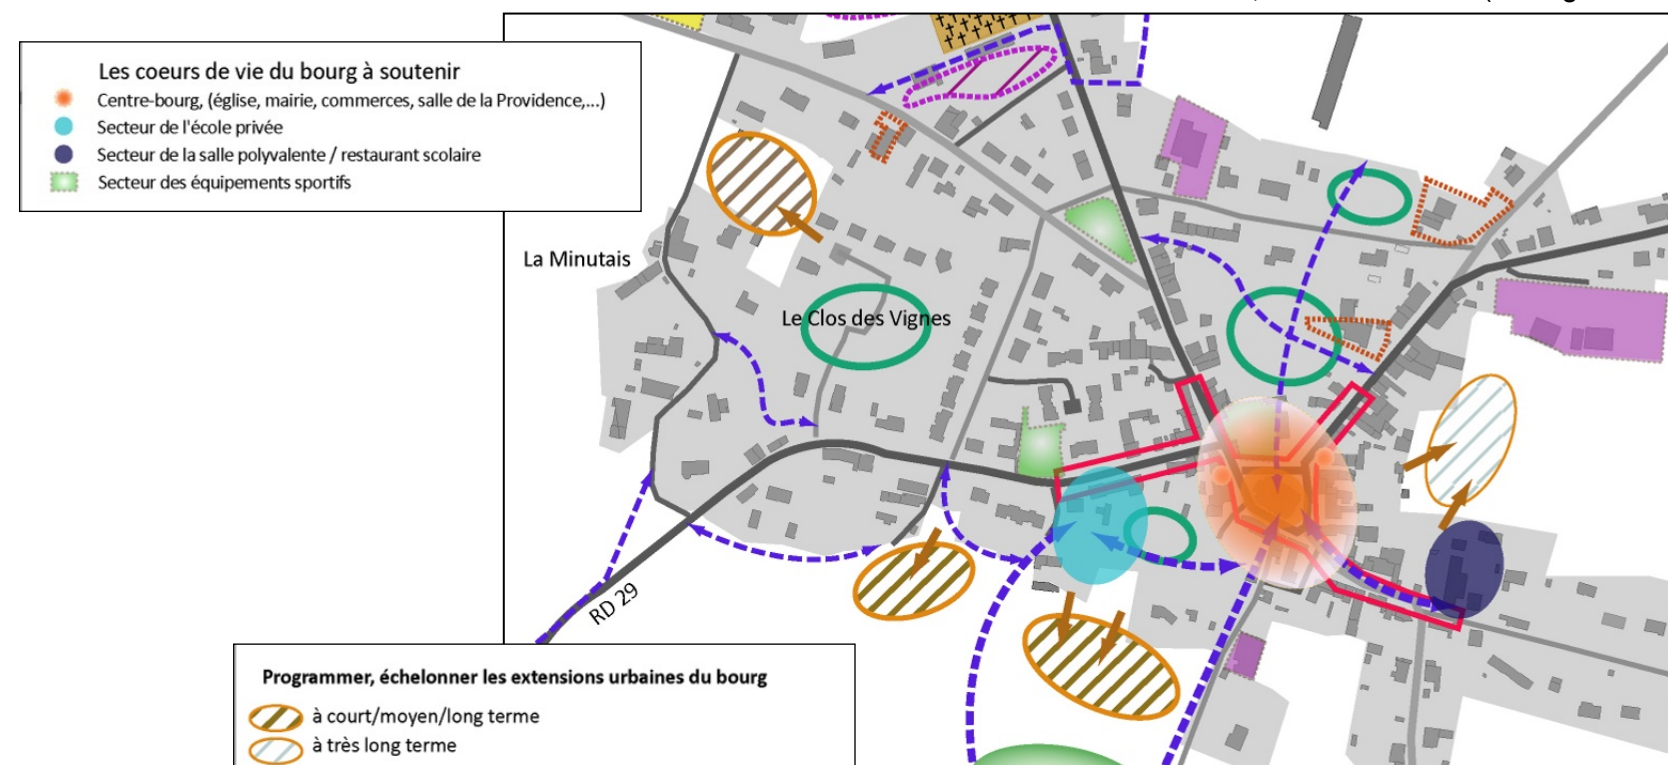 Les coeurs de vie du bourg à soutenir
Centre-bourg, (église, mairie, commerces, salle de la Providence,...)
Secteur de l'école privée
Secteur de la salle polyvalente / restaurant scolaire
Secteur des équipements sportifs
La Minutais
Le Clos des Vignes
RD 29
Programmer, échelonner les extensions urbaines du bourg
à court/moyen/long terme
à très long terme